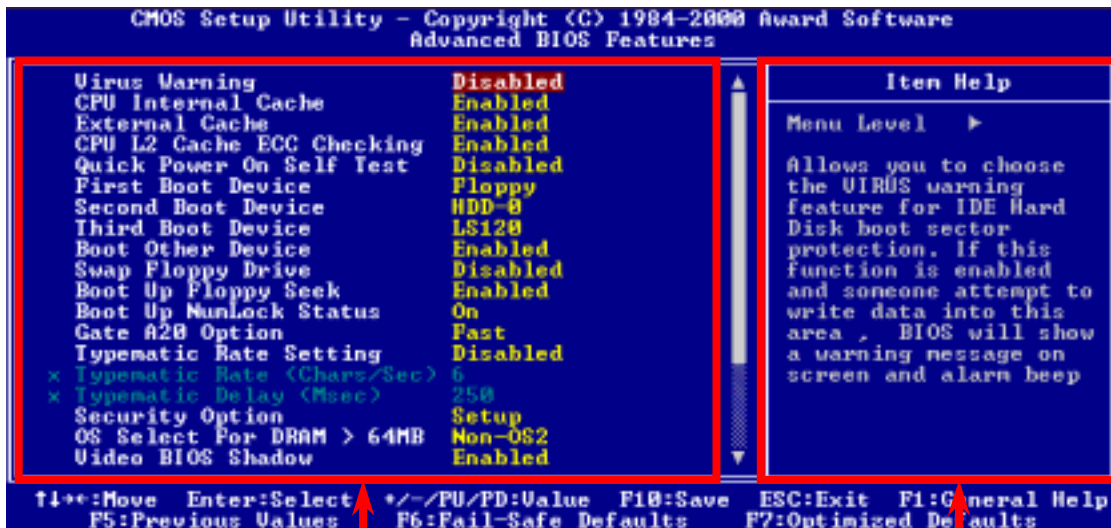 CMOS Setup Utility - Copyright (C) 1984-2000 Award Software
Advanced BIOS Features
Virus Warning Disabled
CPU Internal Cache Enabled
External Cache Enabled
CPU L2 Cache ECC Checking Enabled
Quick Power On Self Test Disabled
First Boot Device Floppy
Second Boot Device HDD-0
Third Boot Device LS120
Boot Other Device Enabled
Swap Floppy Drive Disabled
Boot Up Floppy Seek Enabled
Boot Up NumLock Status On
Gate A20 Option Fast
Typematic Rate Setting Disabled
x Typematic Rate (Chars/Sec) 6
x Typematic Delay (Msec) 250
Security Option Setup
OS Select For DRAM > 64MB Non-OS2
Video BIOS Shadow Enabled
Item Help
Menu Level ►
Allows you to choose
the VIRUS warning
feature for IDE Hard
Disk boot sector
protection. If this
function is enabled
and someone attempt to
write data into this
area , BIOS will show
a warning message on
screen and alarm beep
↑↓→←:Move Enter:Select +/-/PU/PD:Value F10:Save ESC:Exit F1:General Help
F5:Previous Values F6:Fail-Safe Defaults F7:Optimized Defaults